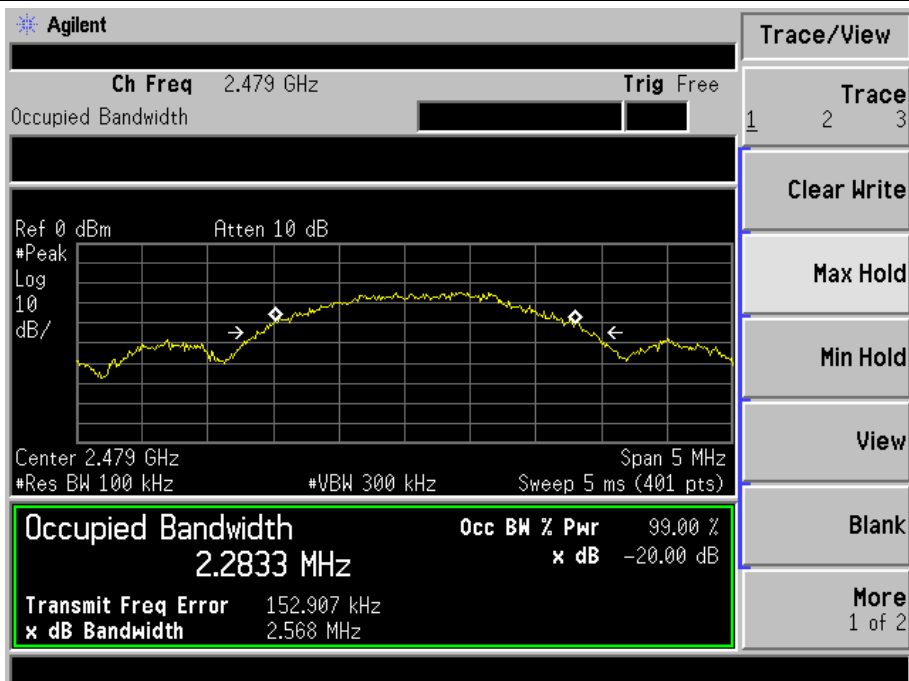 Agilent
Ch Freq 2.479 GHz Trig Free
Occupied Bandwidth
Ref 0 dBm Atten 10 dB
#Peak
Log
10
dB/
Center 2.479 GHz Span 5 MHz
#Res BW 100 kHz #VBW 300 kHz Sweep 5 ms (401 pts)
Occupied Bandwidth Occ BW % Pwr 99.00 %
2.2833 MHz x dB -20.00 dB
Transmit Freq Error 152.907 kHz
x dB Bandwidth 2.568 MHz
Trace/View
Trace
1 2 3
Clear Write
Max Hold
Min Hold
View
Blank
More
1 of 2